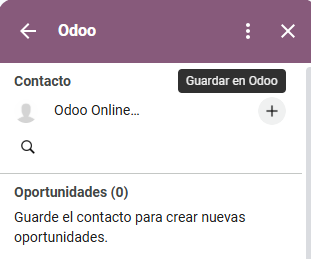 Odoo
Contacto
Guardar en Odoo
Odoo Online...
Oportunidades (0)
Guarde el contacto para crear nuevas
oportunidades.